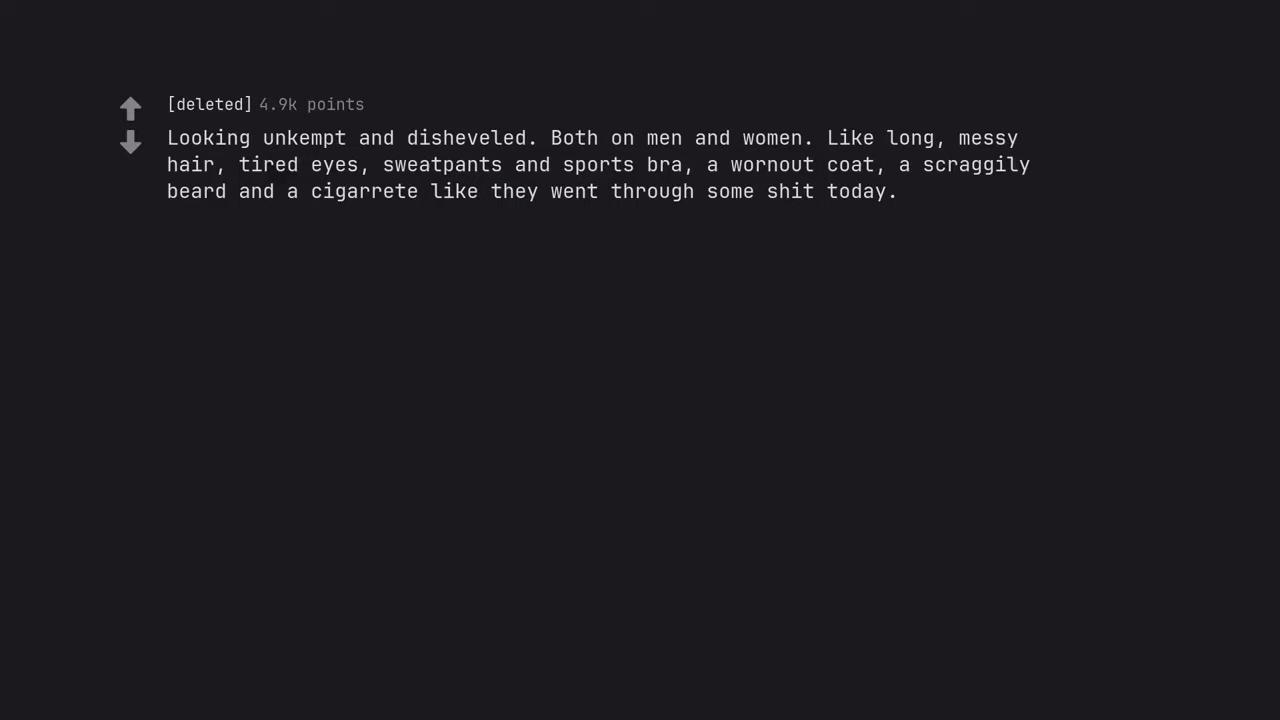 [deleted] 4.9k points
Looking unkempt and disheveled. Both on men and women. Like long, messy
hair, tired eyes, sweatpants and sports bra, a wornout coat, a scraggily
beard and a cigarrete like they went through some shit today.